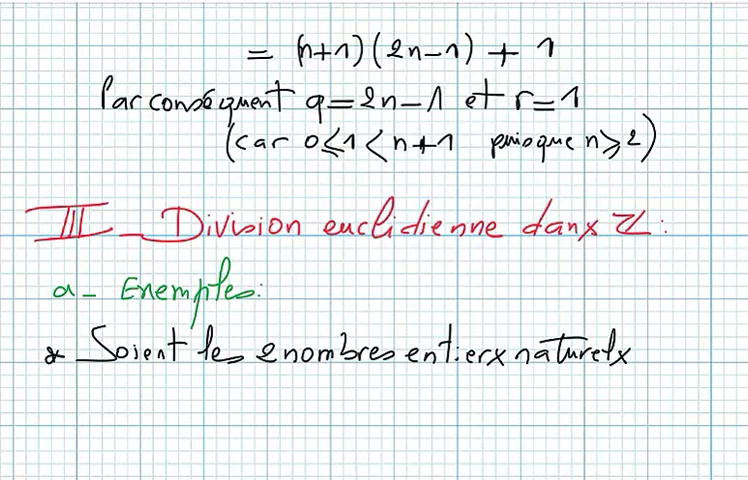 = (n+1)(2n-1) + 1
Par conséquent q=2n-1 et r=1
(car 0≤1<n+1 puisque n≥2)
III - Division euclidienne dans ℤ :
a - Exemples:
* Soient les 2 nombres entiers naturels